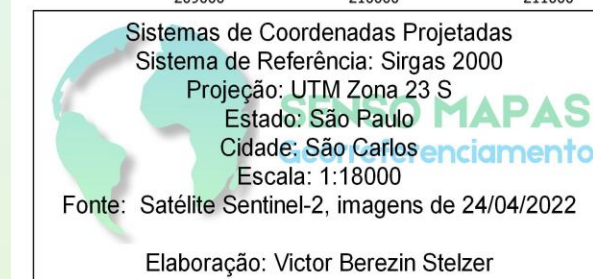 Sistemas de Coordenadas Projetadas
Sistema de Referência: Sirgas 2000
Projeção: UTM Zona 23 S
SENSO MAPAS
Estado: São Paulo
Georreferenciamento
Cidade: São Carlos
Escala: 1:18000
Fonte: Satélite Sentinel-2, imagens de 24/04/2022
Elaboração: Victor Berezin Stelzer